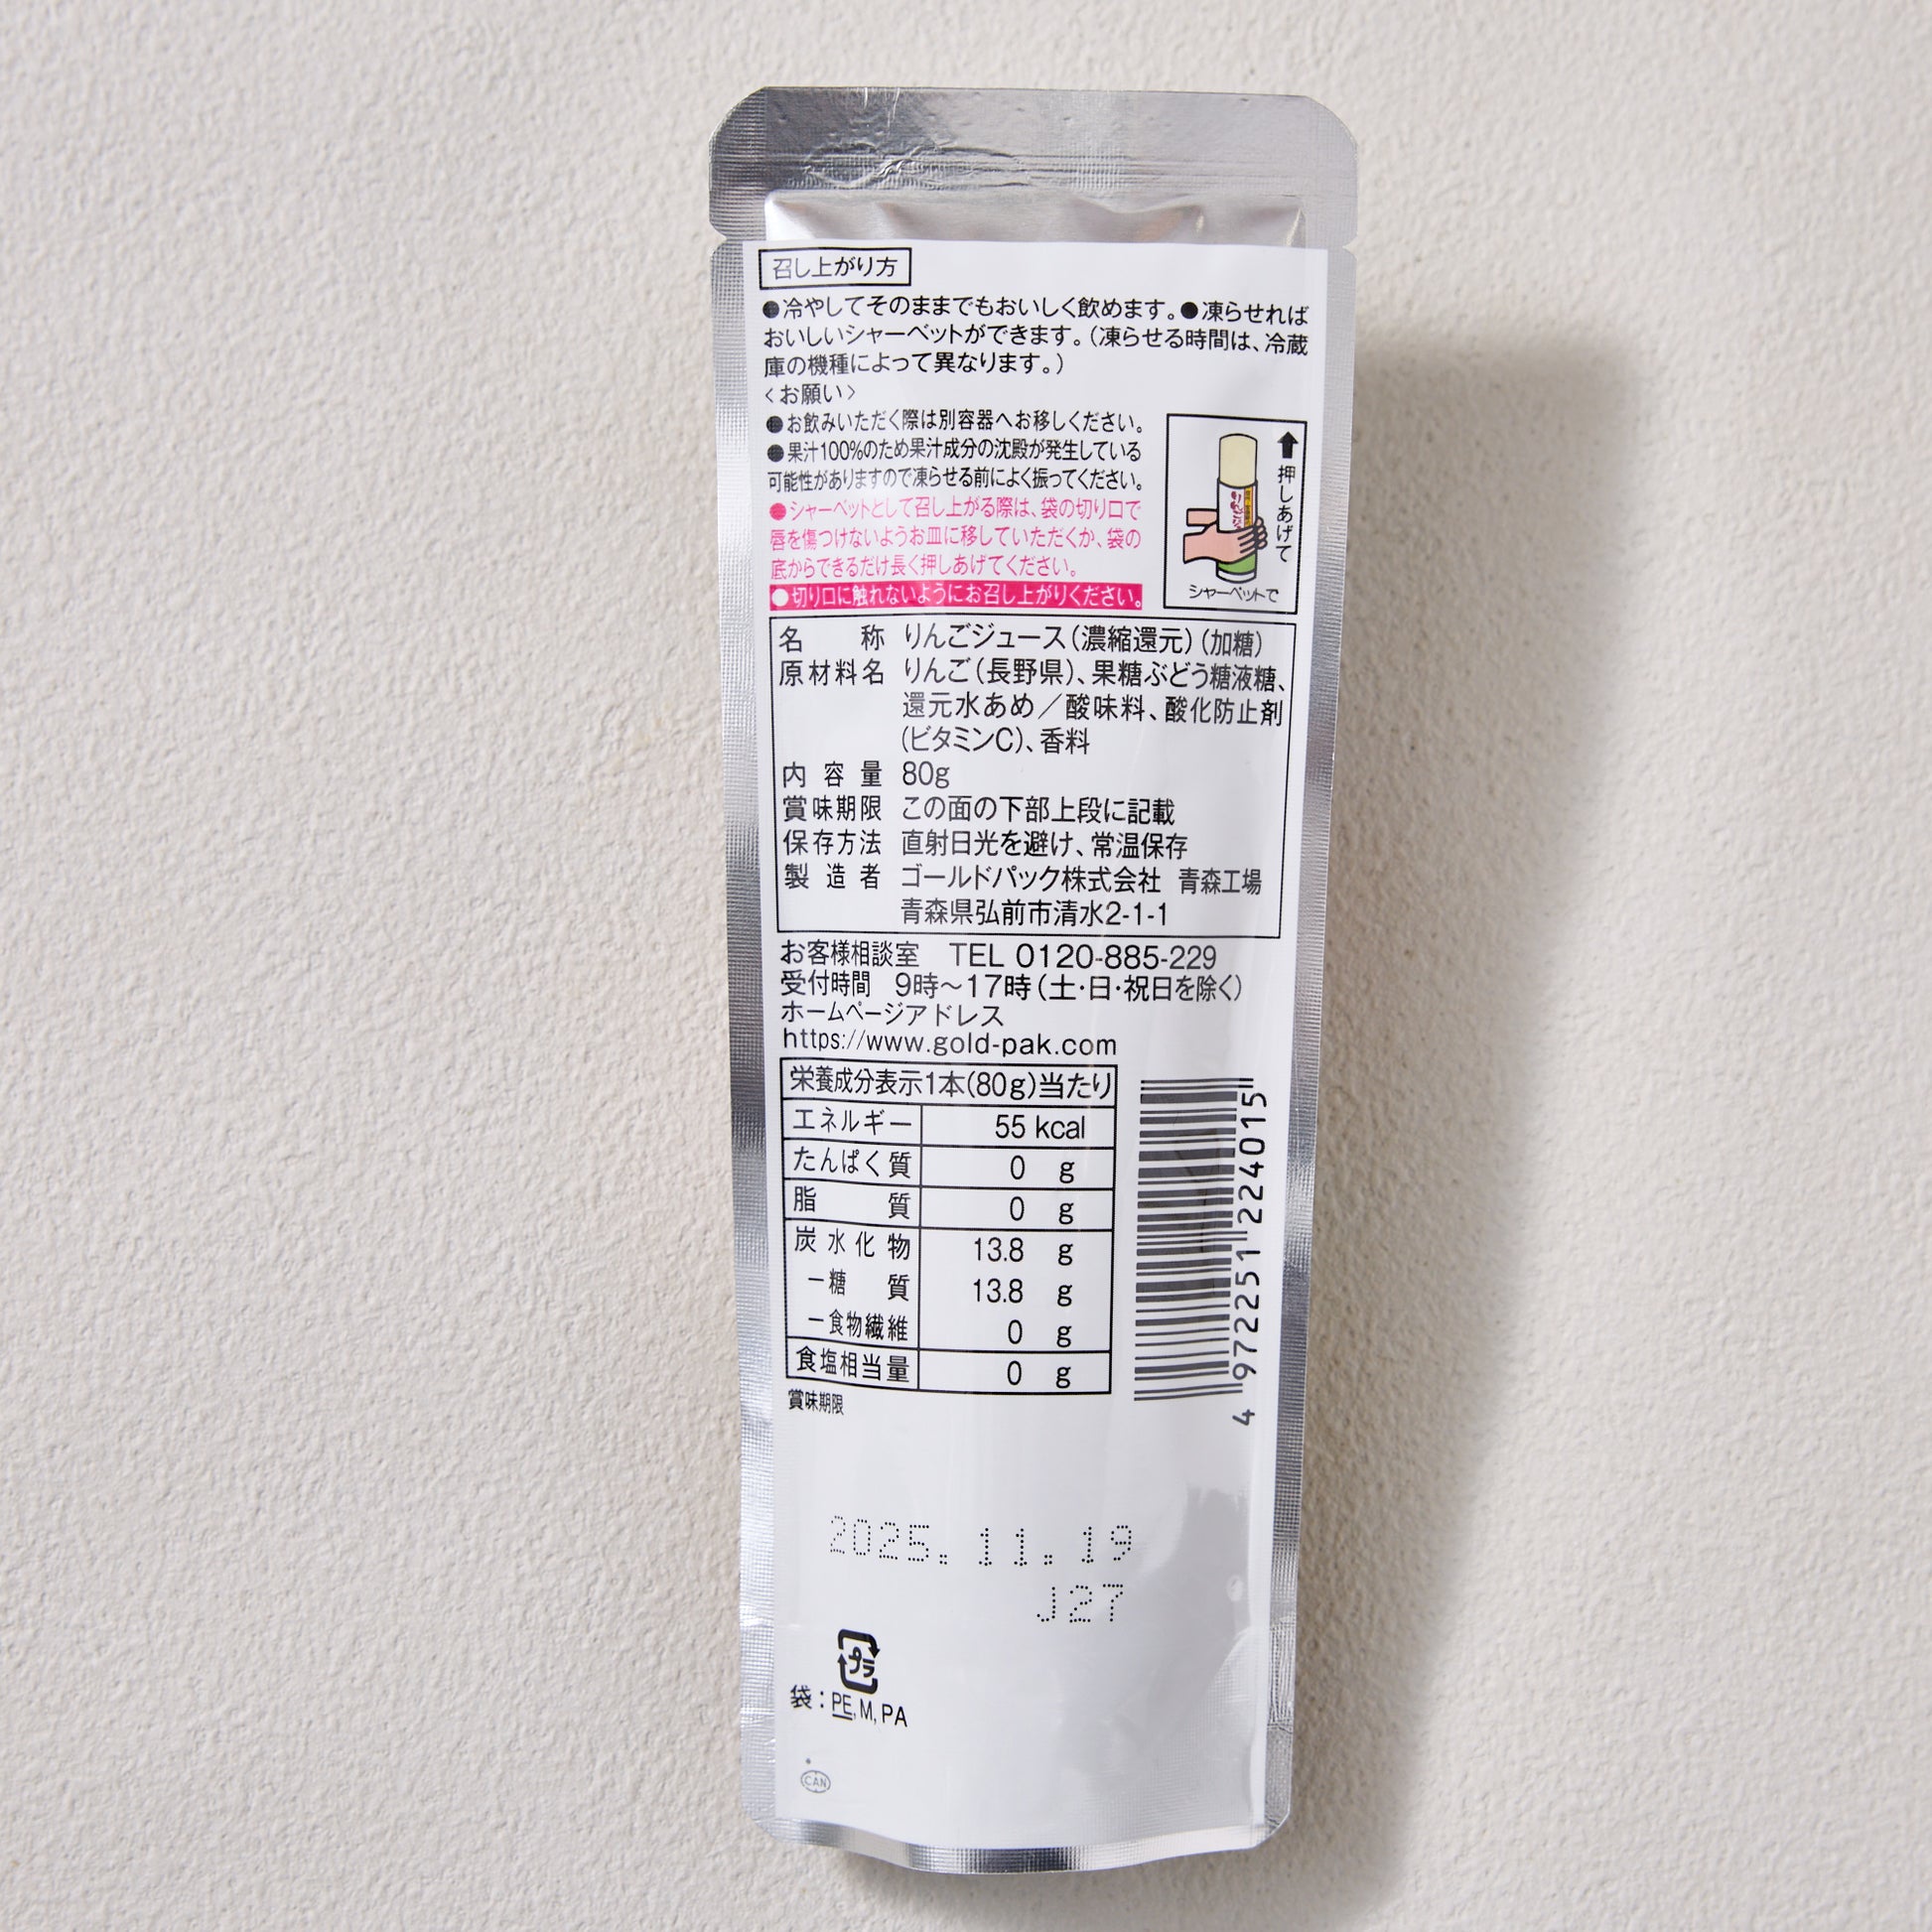 召し上がり方
●冷やしてそのままでもおいしく飲めます。●凍らせれば
おいしいシャーベットができます。(凍らせる時間は、冷蔵
庫の機種によって異なります。)
〈お願い〉
●お飲みいただく際は別容器へお移しください。
●果汁100%のため果汁成分の沈殿が発生している
可能性がありますので凍らせる前によく振ってください。
●シャーベットとして召し上がる際は、袋の切り口で
唇を傷つけないようお皿に移していただくか、袋の
底からできるだけ長く押しあげてください。
●切り口に触れないようにお召し上がりください。
押しあげて
シャーベットで
名称 りんごジュース(濃縮還元)(加糖)
原材料名 りんご(長野県)、果糖ぶどう糖液糖、
還元水あめ/酸味料、酸化防止剤
(ビタミンC)、香料
内容量 80g
賞味期限 この面の下部上段に記載
保存方法 直射日光を避け、常温保存
製造者 ゴールドパック株式会社 青森工場
青森県弘前市清水2-1-1
お客様相談室 TEL 0120-885-229
受付時間 9時～17時(土・日・祝日を除く)
ホームページアドレス
https://www.gold-pak.com
栄養成分表示1本(80g)当たり
エネルギー 55 kcal
たんぱく質 0 g
脂質 0 g
炭水化物 13.8 g
ー糖質 13.8 g
ー食物繊維 0 g
食塩相当量 0 g
4 972251 224015
賞味期限
2025.11.19
J27
プラ
袋：PE,M,PA
CAN